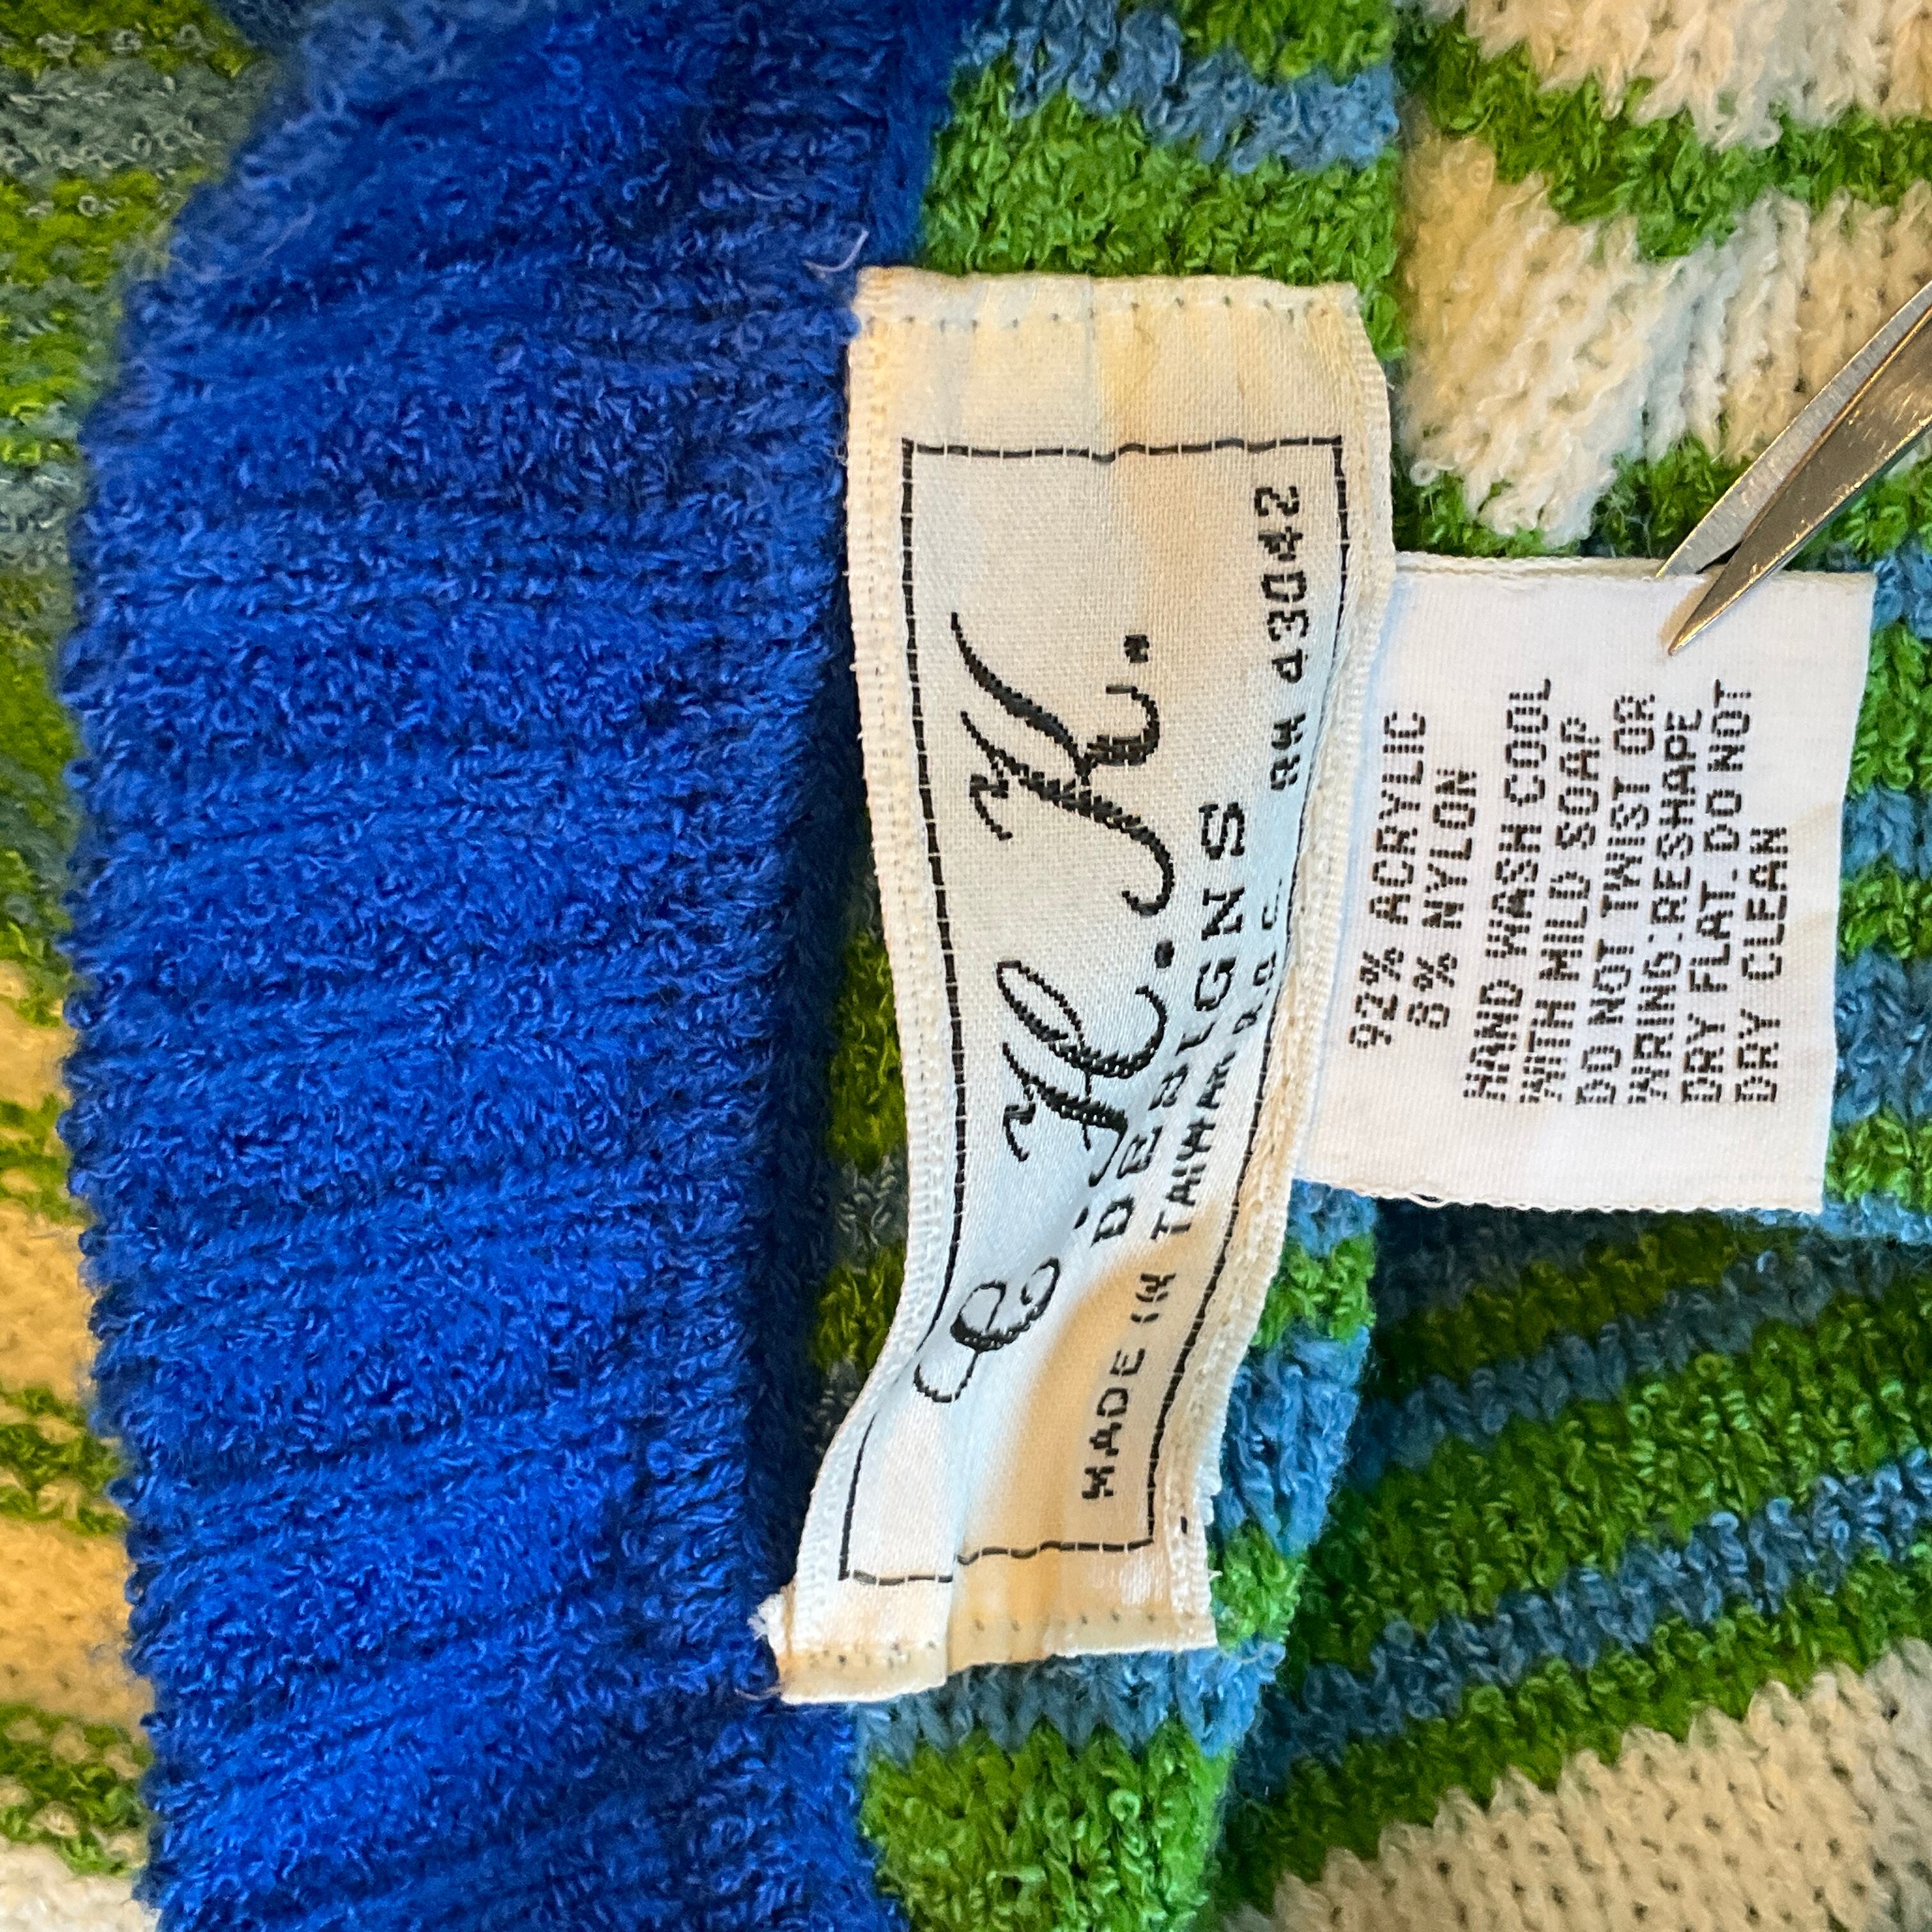 C. H. K.
DESIGNS
MADE IN TAIWAN R.O.C. RN 43042
92% ACRYLIC
8% NYLON
HAND WASH COOL
WITH MILD SOAP
DO NOT TWIST OR
WRING. RESHAPE
DRY FLAT. DO NOT
DRY CLEAN